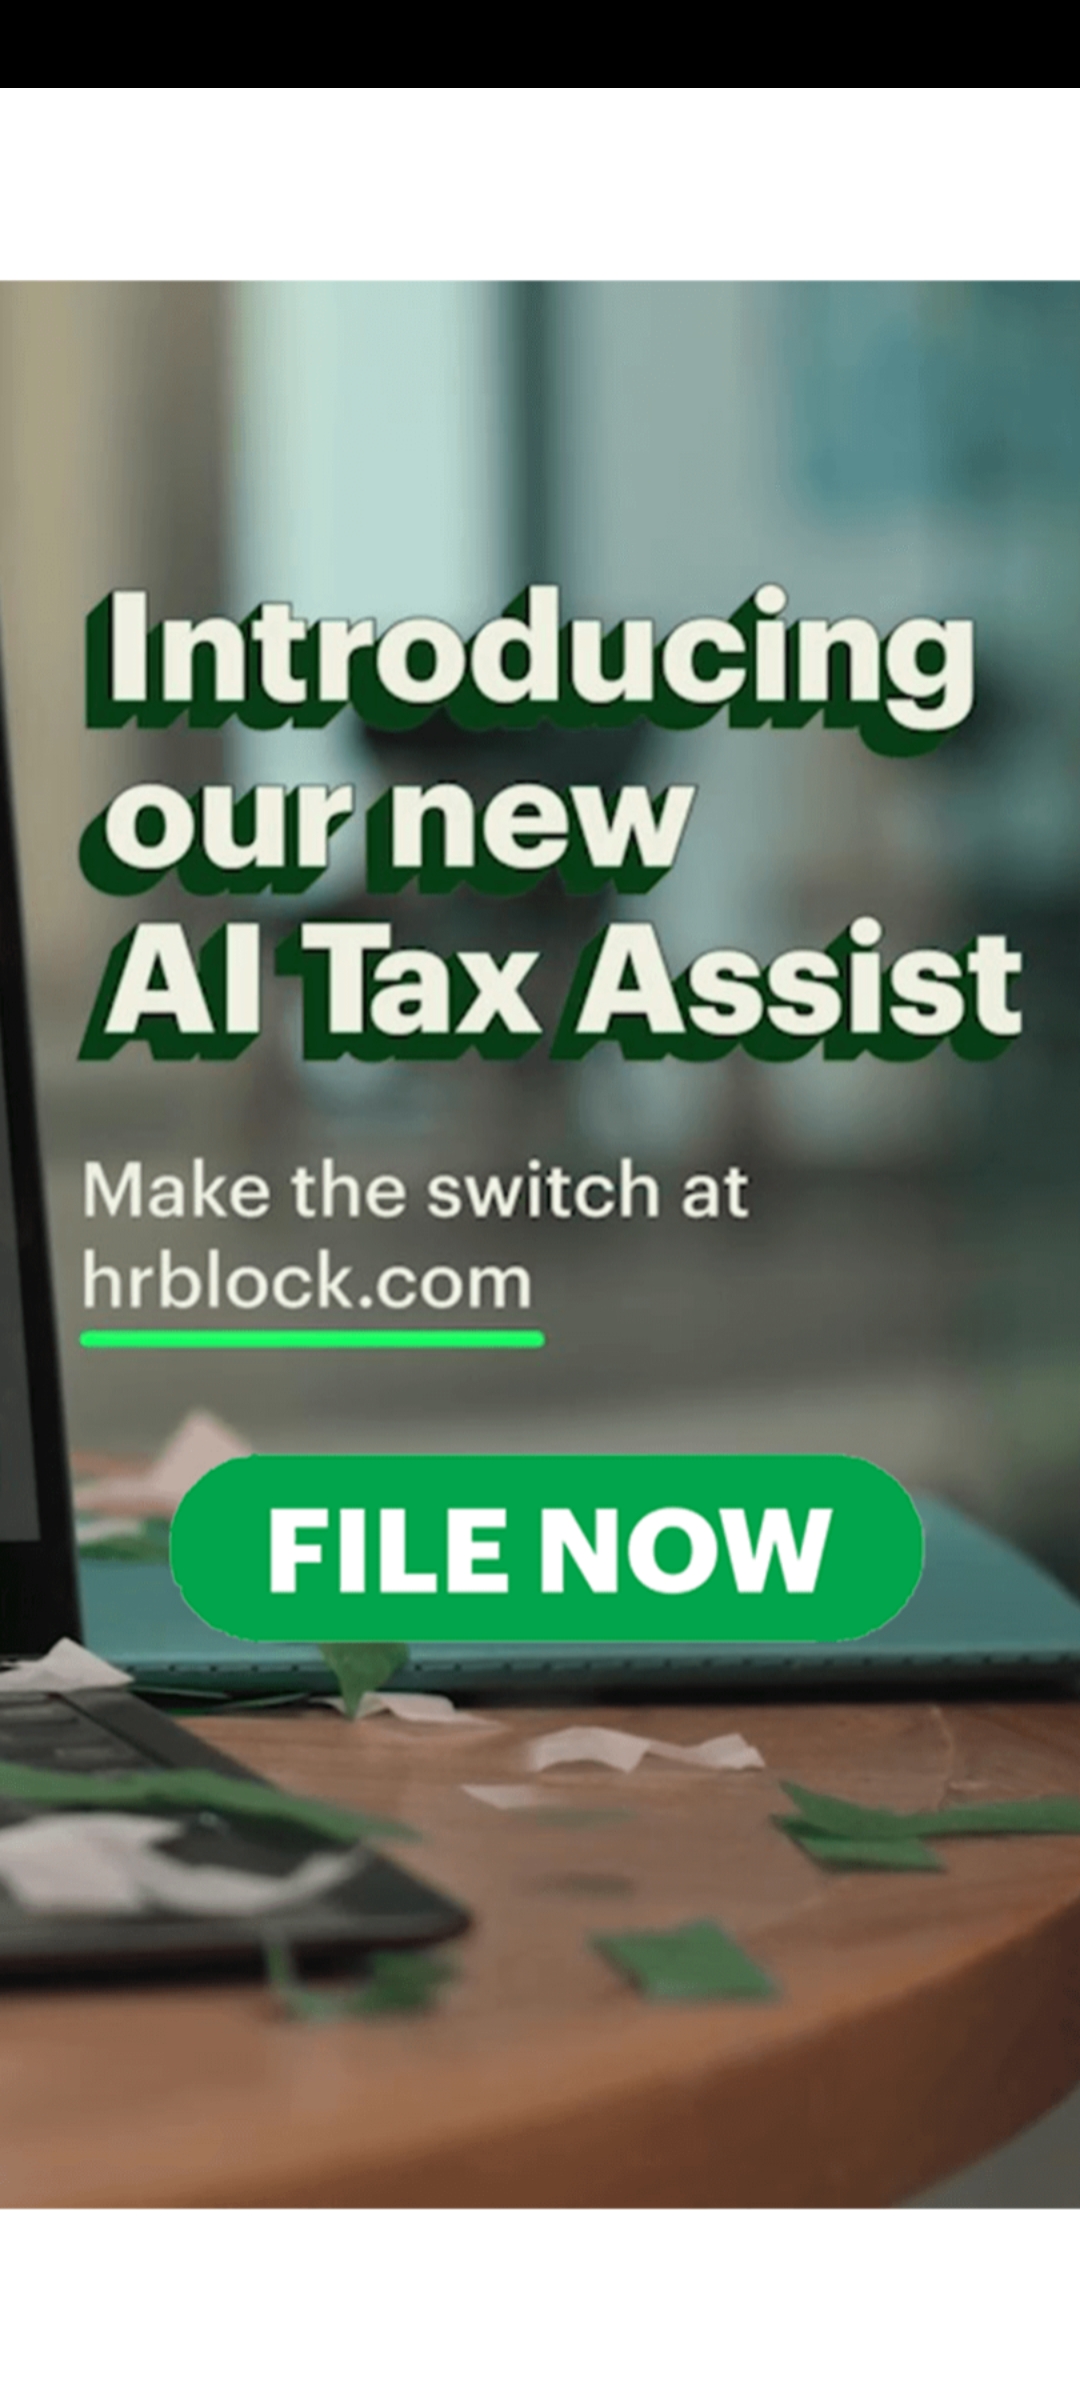 Introducing
our new
AI Tax Assist
Make the switch at
hrblock.com
FILE NOW